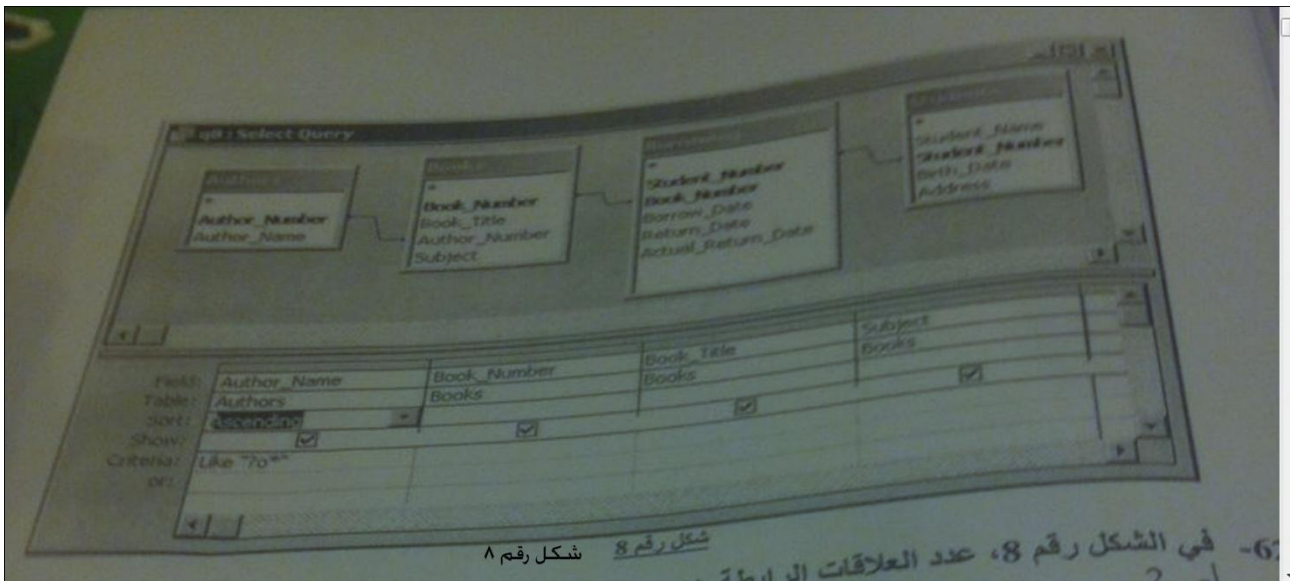 q8 : Select Query
Authors
*
Author_Number
Author_Name
Books
*
Book_Number
Book_Title
Author_Number
Subject
*
Student_Number
Book_Number
Borrow_Date
Return_Date
Actual_Return_Date
*
Student_Name
Student_Number
Birth_Date
Address
Field: Author_Name Book_Number Book_Title Subject
Table: Authors Books Books Books
Sort: Ascending
Show:
Criteria: Like "?o*"
or:
شكل رقم 8
شكل رقم ٨
في الشكل رقم 8، عدد العلاقات الرابطة